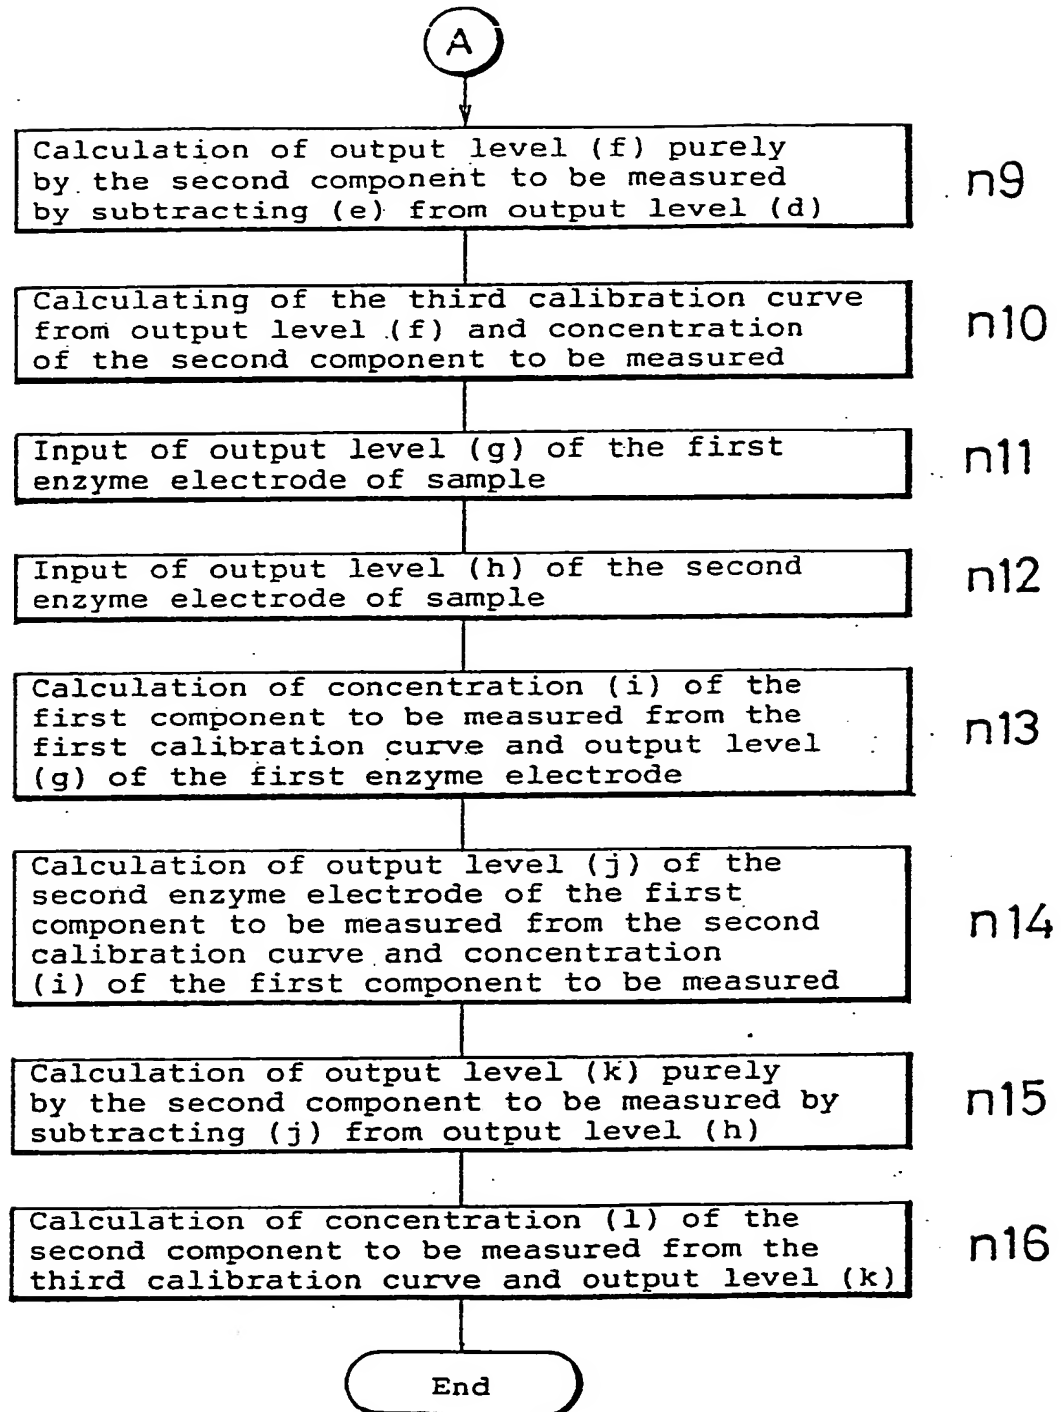 A
Calculation of output level (f) purely
by the second component to be measured
by subtracting (e) from output level (d)
n9
Calculating of the third calibration curve
from output level (f) and concentration
of the second component to be measured
n10
Input of output level (g) of the first
enzyme electrode of sample
n11
Input of output level (h) of the second
enzyme electrode of sample
n12
Calculation of concentration (i) of the
first component to be measured from the
first calibration curve and output level
(g) of the first enzyme electrode
n13
Calculation of output level (j) of the
second enzyme electrode of the first
component to be measured from the second
calibration curve and concentration
(i) of the first component to be measured
n14
Calculation of output level (k) purely
by the second component to be measured by
subtracting (j) from output level (h)
n15
Calculation of concentration (l) of the
second component to be measured from the
third calibration curve and output level (k)
n16
End